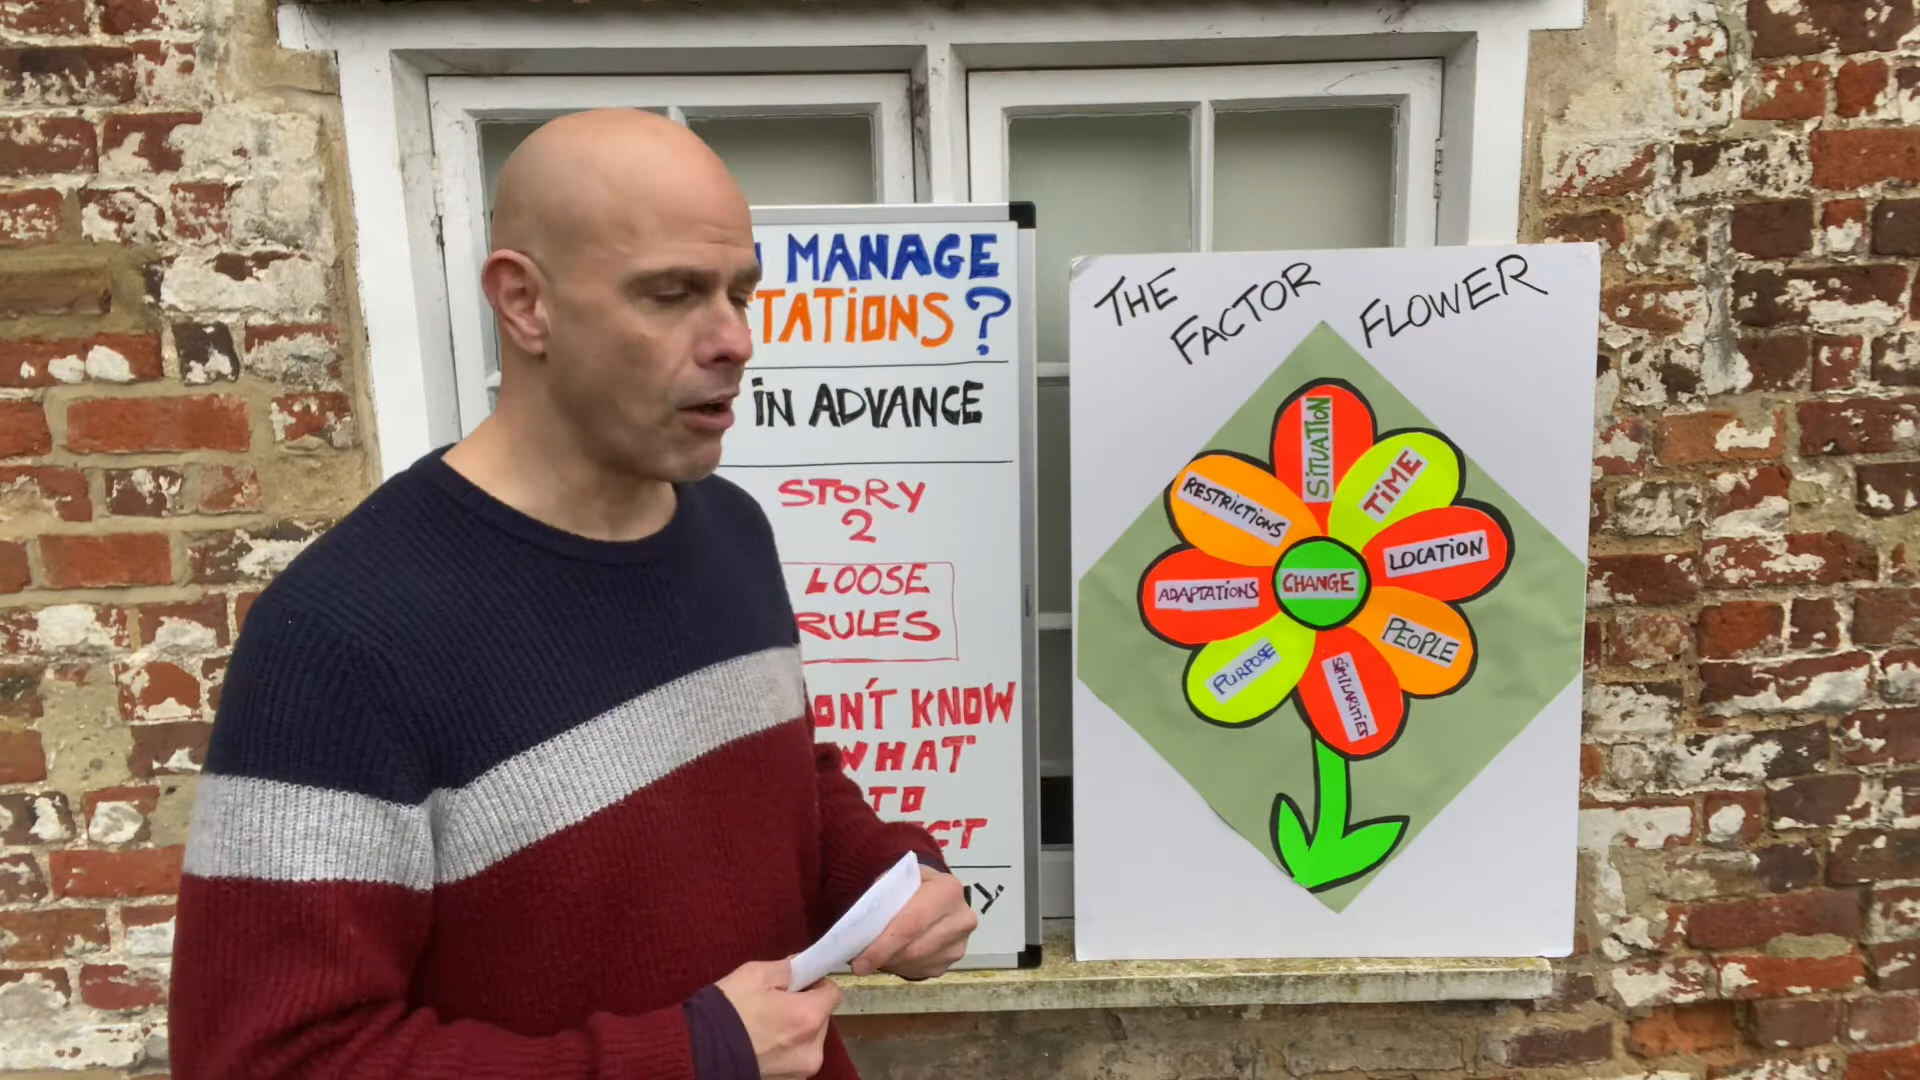 MANAGE
TATIONS?
IN ADVANCE
STORY
2
LOOSE
RULES
ON'T KNOW
WHAT
TO
CT
THE
FACTOR
FLOWER
SITUATION
TIME
LOCATION
PEOPLE
SIMILARITIES
PURPOSE
ADAPTATIONS
RESTRICTIONS
CHANGE